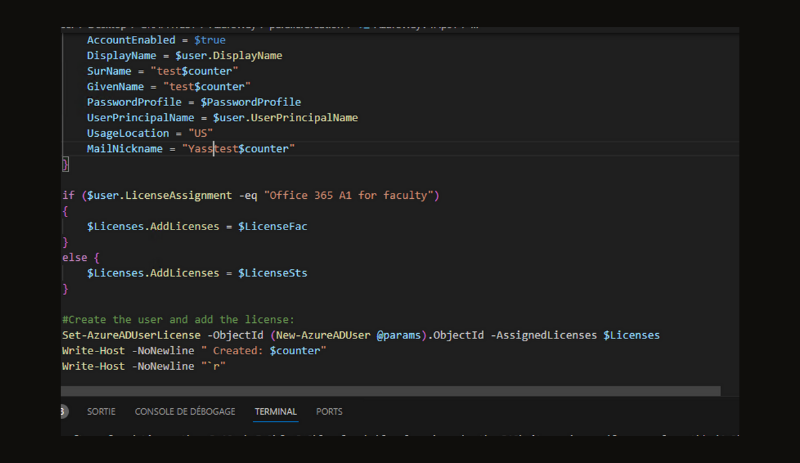 AccountEnabled = $true
DisplayName = $user.DisplayName
SurName = "test$counter"
GivenName = "test$counter"
PasswordProfile = $PasswordProfile
UserPrincipalName = $user.UserPrincipalName
UsageLocation = "US"
MailNickname = "Yasstest$counter"
}
if ($user.LicenseAssignment -eq "Office 365 A1 for faculty")
{
$Licenses.AddLicenses = $LicenseFac
}
else {
$Licenses.AddLicenses = $LicenseSts
}
#Create the user and add the license:
Set-AzureADUserLicense -ObjectId (New-AzureADUser @params).ObjectId -AssignedLicenses $Licenses
Write-Host -NoNewline " Created: $counter"
Write-Host -NoNewline "`r"
SORTIE CONSOLE DE DÉBOGAGE TERMINAL PORTS